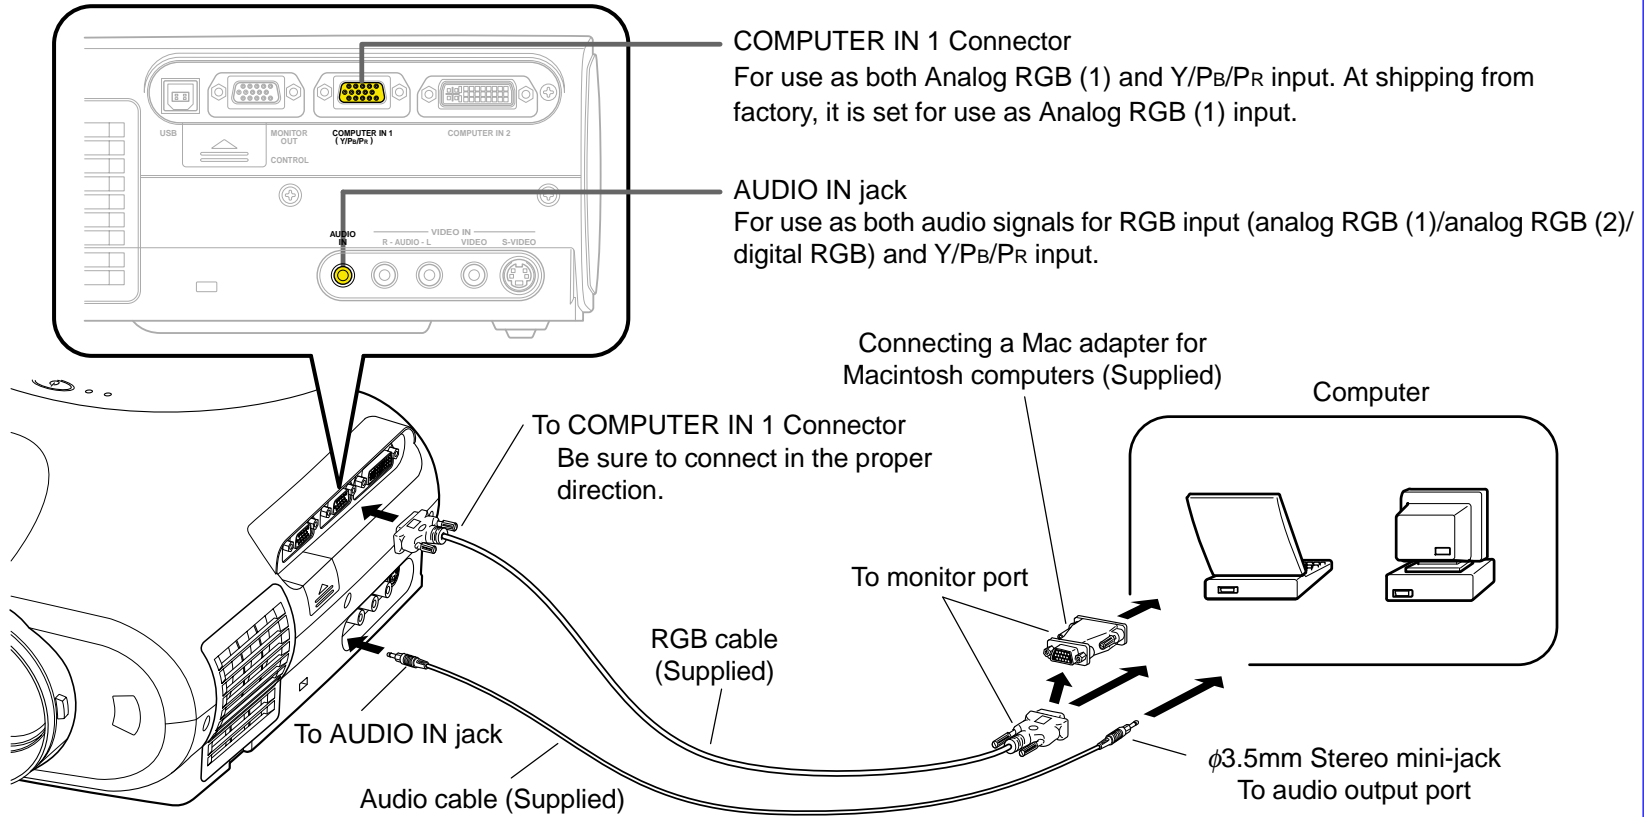 COMPUTER IN 1 Connector
For use as both Analog RGB (1) and Y/PB/PR input. At shipping from
factory, it is set for use as Analog RGB (1) input.
USB
MONITOR
OUT
CONTROL
COMPUTER IN 1
( Y/PB/PR )
COMPUTER IN 2
AUDIO IN jack
For use as both audio signals for RGB input (analog RGB (1)/analog RGB (2)/
digital RGB) and Y/PB/PR input.
AUDIO
IN
VIDEO IN
R - AUDIO - L
VIDEO
S-VIDEO
Connecting a Mac adapter for
Macintosh computers (Supplied)
Computer
To COMPUTER IN 1 Connector
Be sure to connect in the proper
direction.
To monitor port
RGB cable
(Supplied)
To AUDIO IN jack
Audio cable (Supplied)
ϕ3.5mm Stereo mini-jack
To audio output port